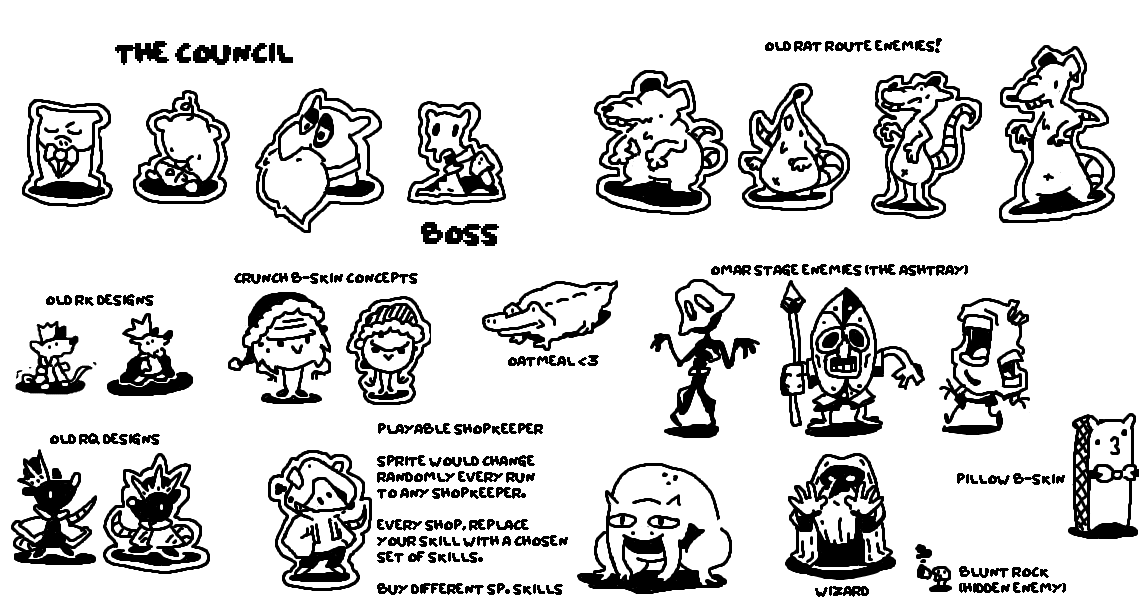 THE COUNCIL
OLD RAT ROUTE ENEMIES!
BOSS
OMAR STAGE ENEMIES (THE ASHTRAY)
CRUNCH B-SKIN CONCEPTS
OLD RK DESIGNS
OATMEAL <3
PLAYABLE SHOPKEEPER
OLD RQ DESIGNS
SPRITE WOULD CHANGE
RANDOMLY EVERY RUN
TO ANY SHOPKEEPER.
PILLOW B-SKIN
EVERY SHOP, REPLACE
YOUR SKILL WITH A CHOSEN
SET OF SKILLS.
BUY DIFFERENT SP. SKILLS
WIZARD
BLUNT ROCK
(HIDDEN ENEMY)